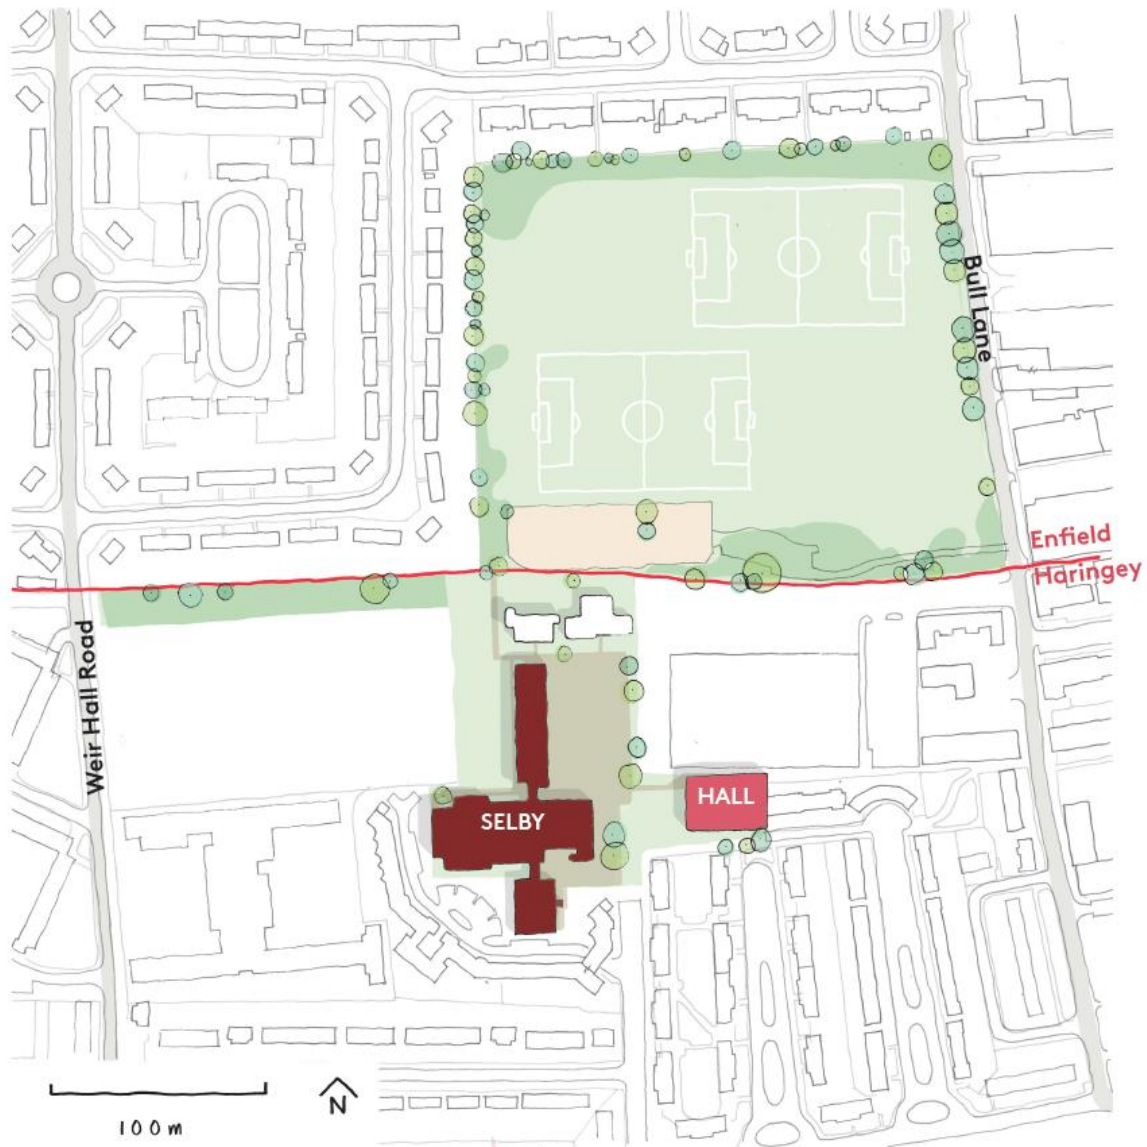 Bull Lane
Enfield
Haringey
Weir Hall Road
HALL
SELBY
N
100 m